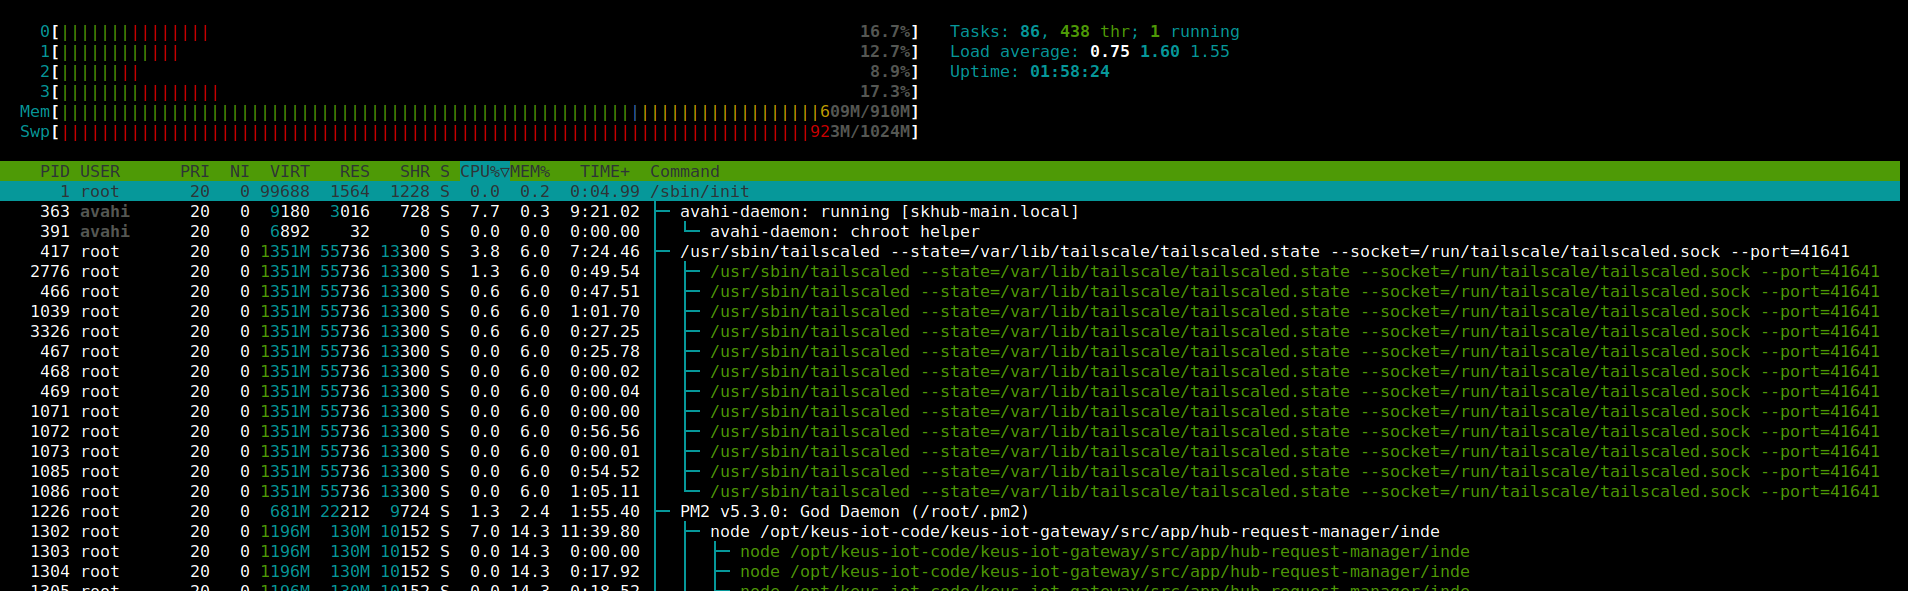 0[||||||||||||||| 16.7%] Tasks: 86, 438 thr; 1 running
1[|||||||||||| 12.7%] Load average: 0.75 1.60 1.55
2[|||||||| 8.9%] Uptime: 01:58:24
3[|||||||||||||||| 17.3%]
Mem[||||||||||||||||||||||||||||||||||||||||||||||||||||||||||||||||||||||||||||609M/910M]
Swp[|||||||||||||||||||||||||||||||||||||||||||||||||||||||||||||||||||||||||||923M/1024M]
PID USER PRI NI VIRT RES SHR S CPU%▽MEM% TIME+ Command
1 root 20 0 99688 1564 1228 S 0.0 0.2 0:04.99 /sbin/init
363 avahi 20 0 9180 3016 728 S 7.7 0.3 9:21.02 ├─ avahi-daemon: running [skhub-main.local]
391 avahi 20 0 6892 32 0 S 0.0 0.0 0:00.00 │ └─ avahi-daemon: chroot helper
417 root 20 0 1351M 55736 13300 S 3.8 6.0 7:24.46 ├─ /usr/sbin/tailscaled --state=/var/lib/tailscale/tailscaled.state --socket=/run/tailscale/tailscaled.sock --port=41641
2776 root 20 0 1351M 55736 13300 S 1.3 6.0 0:49.54 │ ├─ /usr/sbin/tailscaled --state=/var/lib/tailscale/tailscaled.state --socket=/run/tailscale/tailscaled.sock --port=41641
466 root 20 0 1351M 55736 13300 S 0.6 6.0 0:47.51 │ ├─ /usr/sbin/tailscaled --state=/var/lib/tailscale/tailscaled.state --socket=/run/tailscale/tailscaled.sock --port=41641
1039 root 20 0 1351M 55736 13300 S 0.6 6.0 1:01.70 │ ├─ /usr/sbin/tailscaled --state=/var/lib/tailscale/tailscaled.state --socket=/run/tailscale/tailscaled.sock --port=41641
3326 root 20 0 1351M 55736 13300 S 0.6 6.0 0:27.25 │ ├─ /usr/sbin/tailscaled --state=/var/lib/tailscale/tailscaled.state --socket=/run/tailscale/tailscaled.sock --port=41641
467 root 20 0 1351M 55736 13300 S 0.0 6.0 0:25.78 │ ├─ /usr/sbin/tailscaled --state=/var/lib/tailscale/tailscaled.state --socket=/run/tailscale/tailscaled.sock --port=41641
468 root 20 0 1351M 55736 13300 S 0.0 6.0 0:00.02 │ ├─ /usr/sbin/tailscaled --state=/var/lib/tailscale/tailscaled.state --socket=/run/tailscale/tailscaled.sock --port=41641
469 root 20 0 1351M 55736 13300 S 0.0 6.0 0:00.04 │ ├─ /usr/sbin/tailscaled --state=/var/lib/tailscale/tailscaled.state --socket=/run/tailscale/tailscaled.sock --port=41641
1071 root 20 0 1351M 55736 13300 S 0.0 6.0 0:00.00 │ ├─ /usr/sbin/tailscaled --state=/var/lib/tailscale/tailscaled.state --socket=/run/tailscale/tailscaled.sock --port=41641
1072 root 20 0 1351M 55736 13300 S 0.0 6.0 0:56.56 │ ├─ /usr/sbin/tailscaled --state=/var/lib/tailscale/tailscaled.state --socket=/run/tailscale/tailscaled.sock --port=41641
1073 root 20 0 1351M 55736 13300 S 0.0 6.0 0:00.01 │ ├─ /usr/sbin/tailscaled --state=/var/lib/tailscale/tailscaled.state --socket=/run/tailscale/tailscaled.sock --port=41641
1085 root 20 0 1351M 55736 13300 S 0.0 6.0 0:54.52 │ ├─ /usr/sbin/tailscaled --state=/var/lib/tailscale/tailscaled.state --socket=/run/tailscale/tailscaled.sock --port=41641
1086 root 20 0 1351M 55736 13300 S 0.0 6.0 1:05.11 │ └─ /usr/sbin/tailscaled --state=/var/lib/tailscale/tailscaled.state --socket=/run/tailscale/tailscaled.sock --port=41641
1226 root 20 0 681M 22212 9724 S 1.3 2.4 1:55.40 ├─ PM2 v5.3.0: God Daemon (/root/.pm2)
1302 root 20 0 1196M 130M 10152 S 7.0 14.3 11:39.80 │ ├─ node /opt/keus-iot-code/keus-iot-gateway/src/app/hub-request-manager/inde
1303 root 20 0 1196M 130M 10152 S 0.0 14.3 0:00.00 │ │ ├─ node /opt/keus-iot-code/keus-iot-gateway/src/app/hub-request-manager/inde
1304 root 20 0 1196M 130M 10152 S 0.0 14.3 0:17.92 │ │ ├─ node /opt/keus-iot-code/keus-iot-gateway/src/app/hub-request-manager/inde
1305 root 20 0 1196M 130M 10152 S 0.0 14.3 0:18.52 │ │ ├─ node /opt/keus-iot-code/keus-iot-gateway/src/app/hub-request-manager/inde